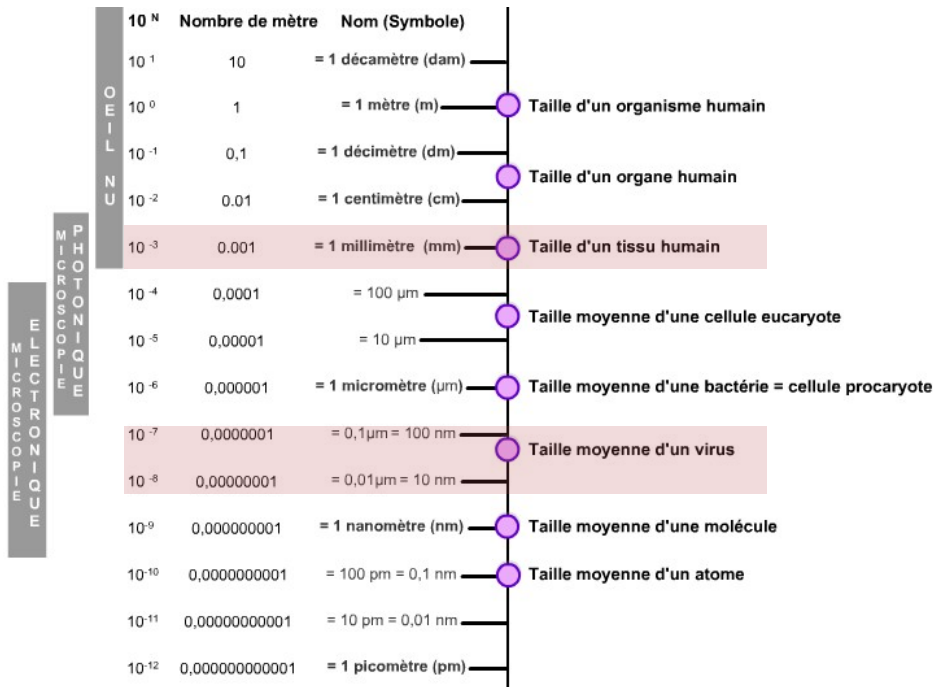 10 N Nombre de mètre Nom (Symbole)
10 1 10 = 1 décamètre (dam)
10 0 1 = 1 mètre (m) Taille d'un organisme humain
10 -1 0,1 = 1 décimètre (dm)
Taille d'un organe humain
10 -2 0.01 = 1 centimètre (cm)
10 -3 0.001 = 1 millimètre (mm) Taille d'un tissu humain
10 -4 0,0001 = 100 µm
Taille moyenne d'une cellule eucaryote
10 -5 0,00001 = 10 µm
10 -6 0,000001 = 1 micromètre (µm) Taille moyenne d'une bactérie = cellule procaryote
10 -7 0,0000001 = 0,1µm = 100 nm
Taille moyenne d'un virus
10 -8 0,00000001 = 0,01µm = 10 nm
10-9 0,000000001 = 1 nanomètre (nm) Taille moyenne d'une molécule
10-10 0,0000000001 = 100 pm = 0,1 nm Taille moyenne d'un atome
10-11 0,00000000001 = 10 pm = 0,01 nm
10-12 0,000000000001 = 1 picomètre (pm)
OEIL NU
MICROSCOPIE
PHOTONIQUE
MICROSCOPIE
ELECTRONIQUE